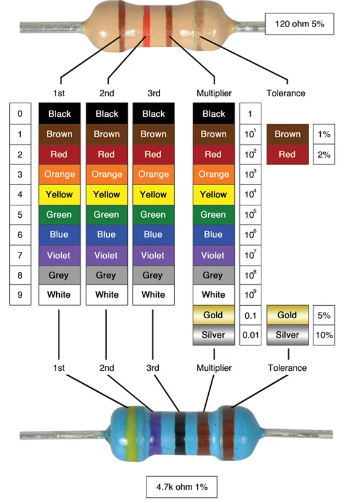 120 ohm 5%
1st 2nd 3rd Multiplier Tolerance
0 Black Black Black Black 1
1 Brown Brown Brown Brown 10¹ Brown 1%
2 Red Red Red Red 10² Red 2%
3 Orange Orange Orange Orange 10³
4 Yellow Yellow Yellow Yellow 10⁴
5 Green Green Green Green 10⁵
6 Blue Blue Blue Blue 10⁶
7 Violet Violet Violet Violet 10⁷
8 Grey Grey Grey Grey 10⁸
9 White White White White 10⁹
Gold 0.1 Gold 5%
Silver 0.01 Silver 10%
1st 2nd 3rd Multiplier Tolerance
4.7k ohm 1%